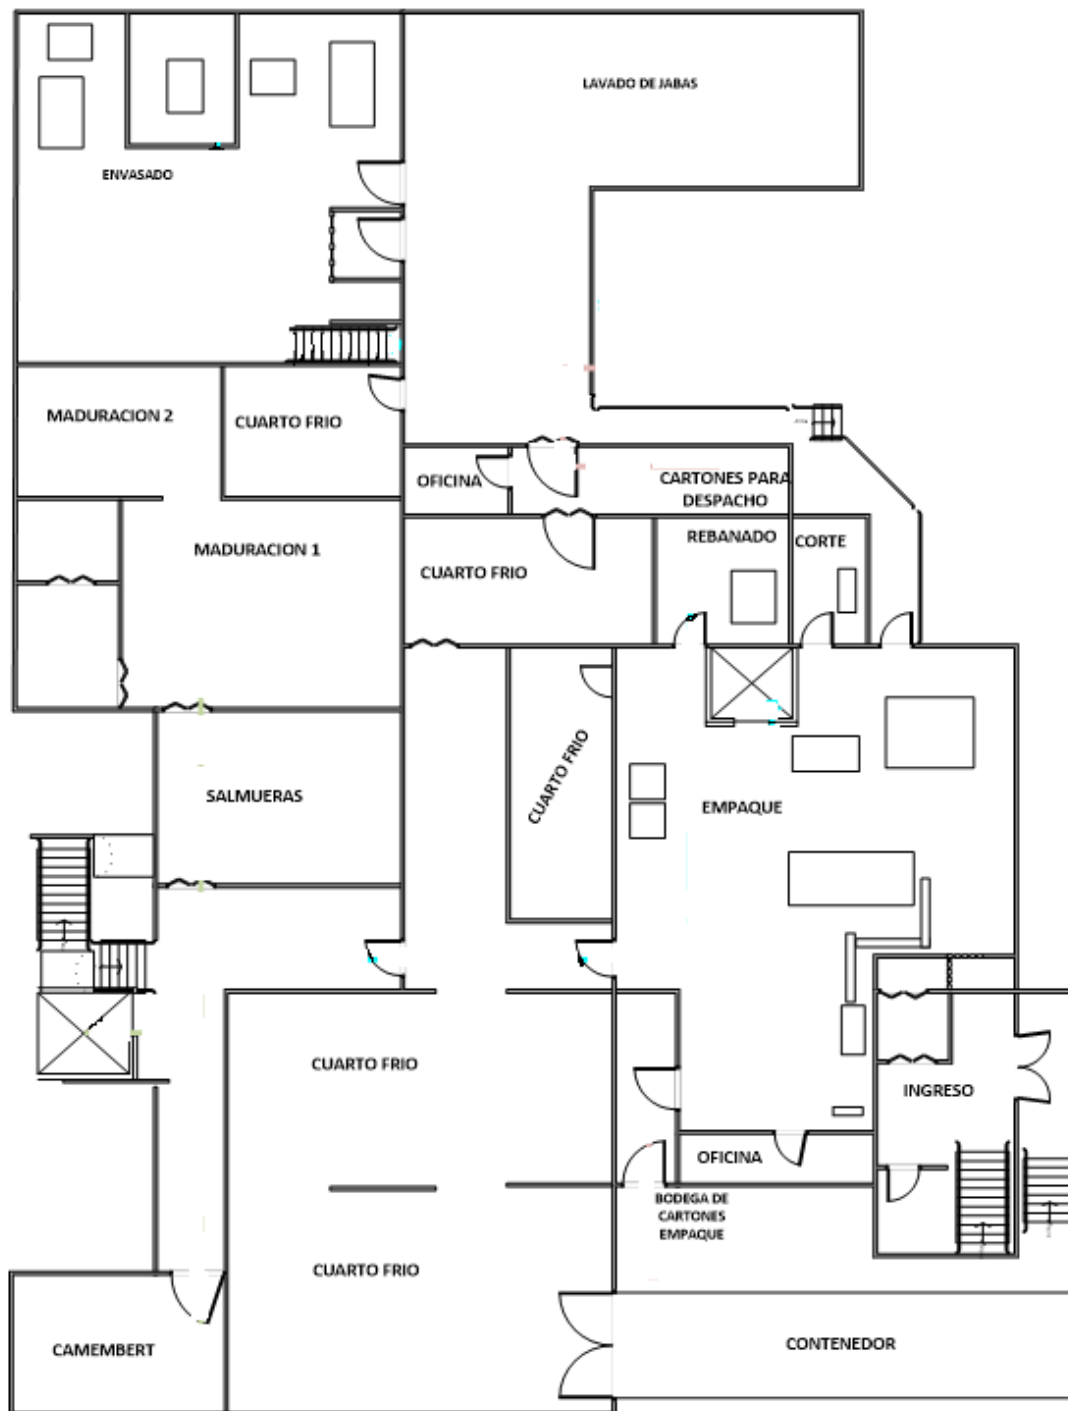 LAVADO DE JABAS
ENVASADO
MADURACION 2
CUARTO FRIO
OFICINA
CARTONES PARA
DESPACHO
REBANADO
CORTE
MADURACION 1
CUARTO FRIO
CUARTO FRIO
SALMUERAS
EMPAQUE
CUARTO FRIO
INGRESO
OFICINA
BODEGA DE
CARTONES
EMPAQUE
CUARTO FRIO
CAMEMBERT
CONTENEDOR